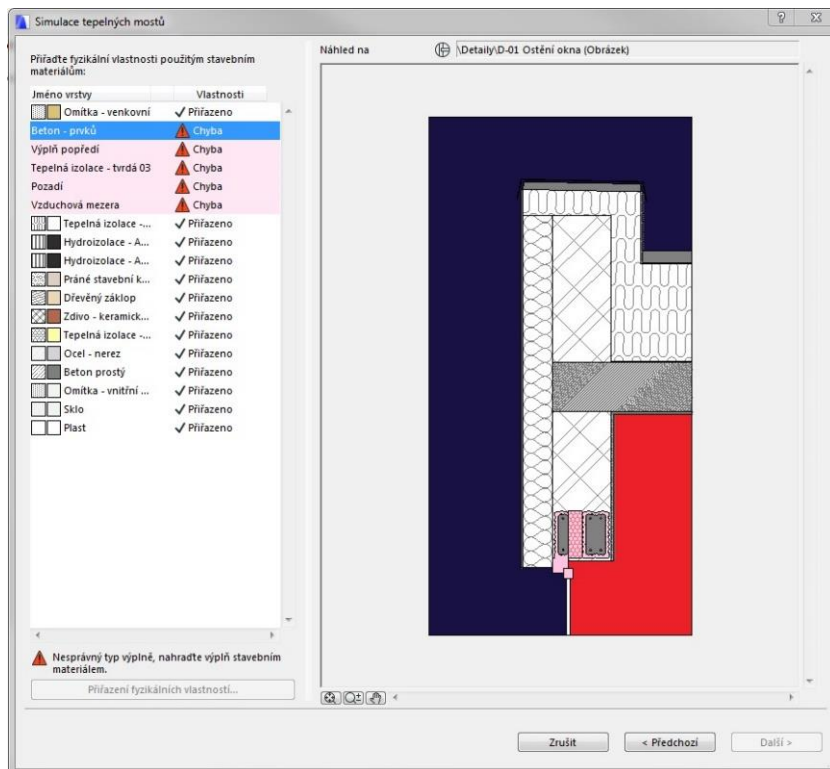 Simulace tepelných mostů
Přiřaďte fyzikální vlastnosti použitým stavebním
materiálům:
Náhled na
\Detaily\D-01 Ostění okna (Obrázek)
Jméno vrstvy Vlastnosti
Omítka - venkovní Přiřazeno
Beton - prvků Chyba
Výplň popředí Chyba
Tepelná izolace - tvrdá 03 Chyba
Pozadí Chyba
Vzduchová mezera Chyba
Tepelná izolace -... Přiřazeno
Hydroizolace - A... Přiřazeno
Hydroizolace - A... Přiřazeno
Práné stavební k... Přiřazeno
Dřevěný záklop Přiřazeno
Zdivo - keramick... Přiřazeno
Tepelná izolace -... Přiřazeno
Ocel - nerez Přiřazeno
Beton prostý Přiřazeno
Omítka - vnitřní ... Přiřazeno
Sklo Přiřazeno
Plast Přiřazeno
Nesprávný typ výplně, nahraďte výplň stavebním
materiálem.
Přiřazení fyzikálních vlastností...
Zrušit
< Předchozí
Další >